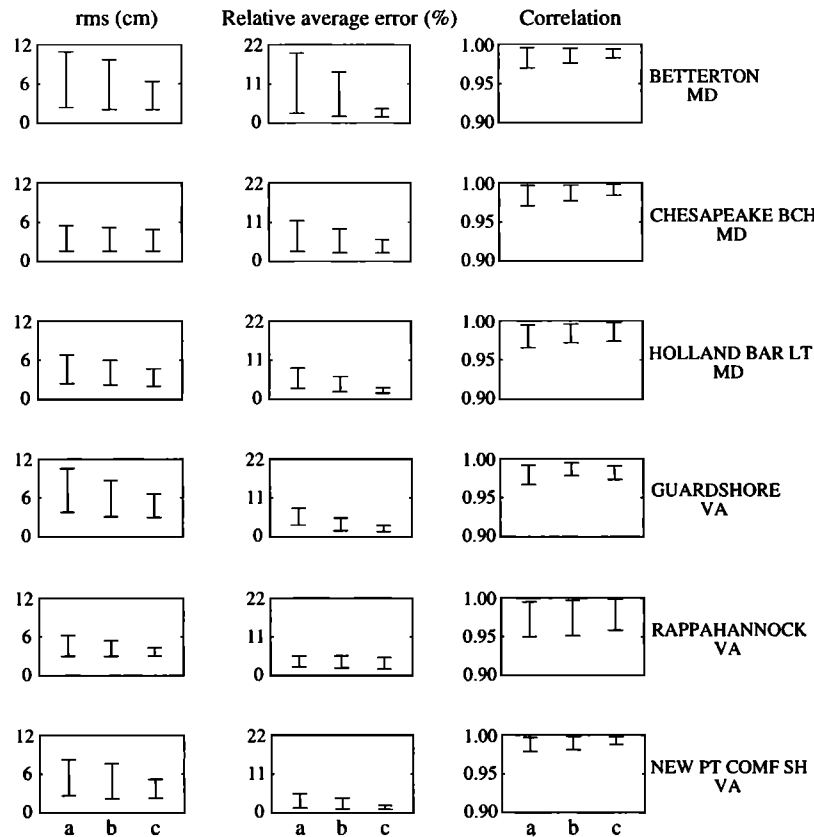 rms (cm) Relative average error (%) Correlation
12 22 1.00
6 11 0.95
0 0 0.90
BETTERTON
MD
12 22 1.00
6 11 0.95
0 0 0.90
CHESAPEAKE BCH
MD
12 22 1.00
6 11 0.95
0 0 0.90
HOLLAND BAR LT
MD
12 22 1.00
6 11 0.95
0 0 0.90
GUARDSHORE
VA
12 22 1.00
6 11 0.95
0 0 0.90
RAPPAHANNOCK
VA
12 22 1.00
6 11 0.95
0 0 0.90
NEW PT COMF SH
VA
a b c a b c a b c